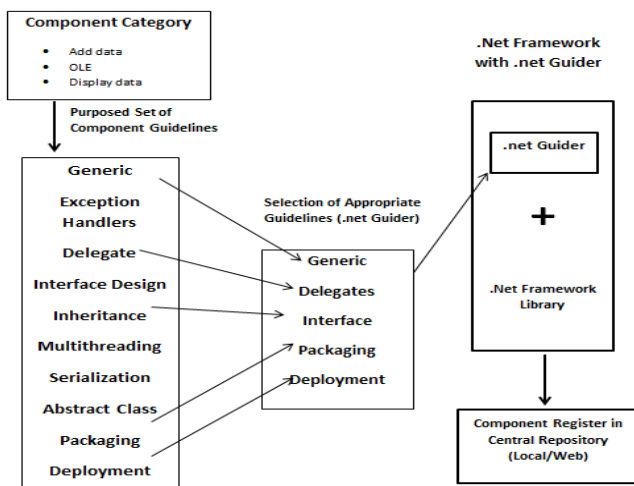 Component Category
• Add data
• OLE
• Display data
Purposed Set of
Component Guidelines
Generic
Exception
Handlers
Delegate
Interface Design
Inheritance
Multithreading
Serialization
Abstract Class
Packaging
Deployment
Selection of Appropriate
Guidelines (.net Guider)
Generic
Delegates
Interface
Packaging
Deployment
.Net Framework
with .net Guider
.net Guider
+
.Net Framework
Library
Component Register in
Central Repository
(Local/Web)